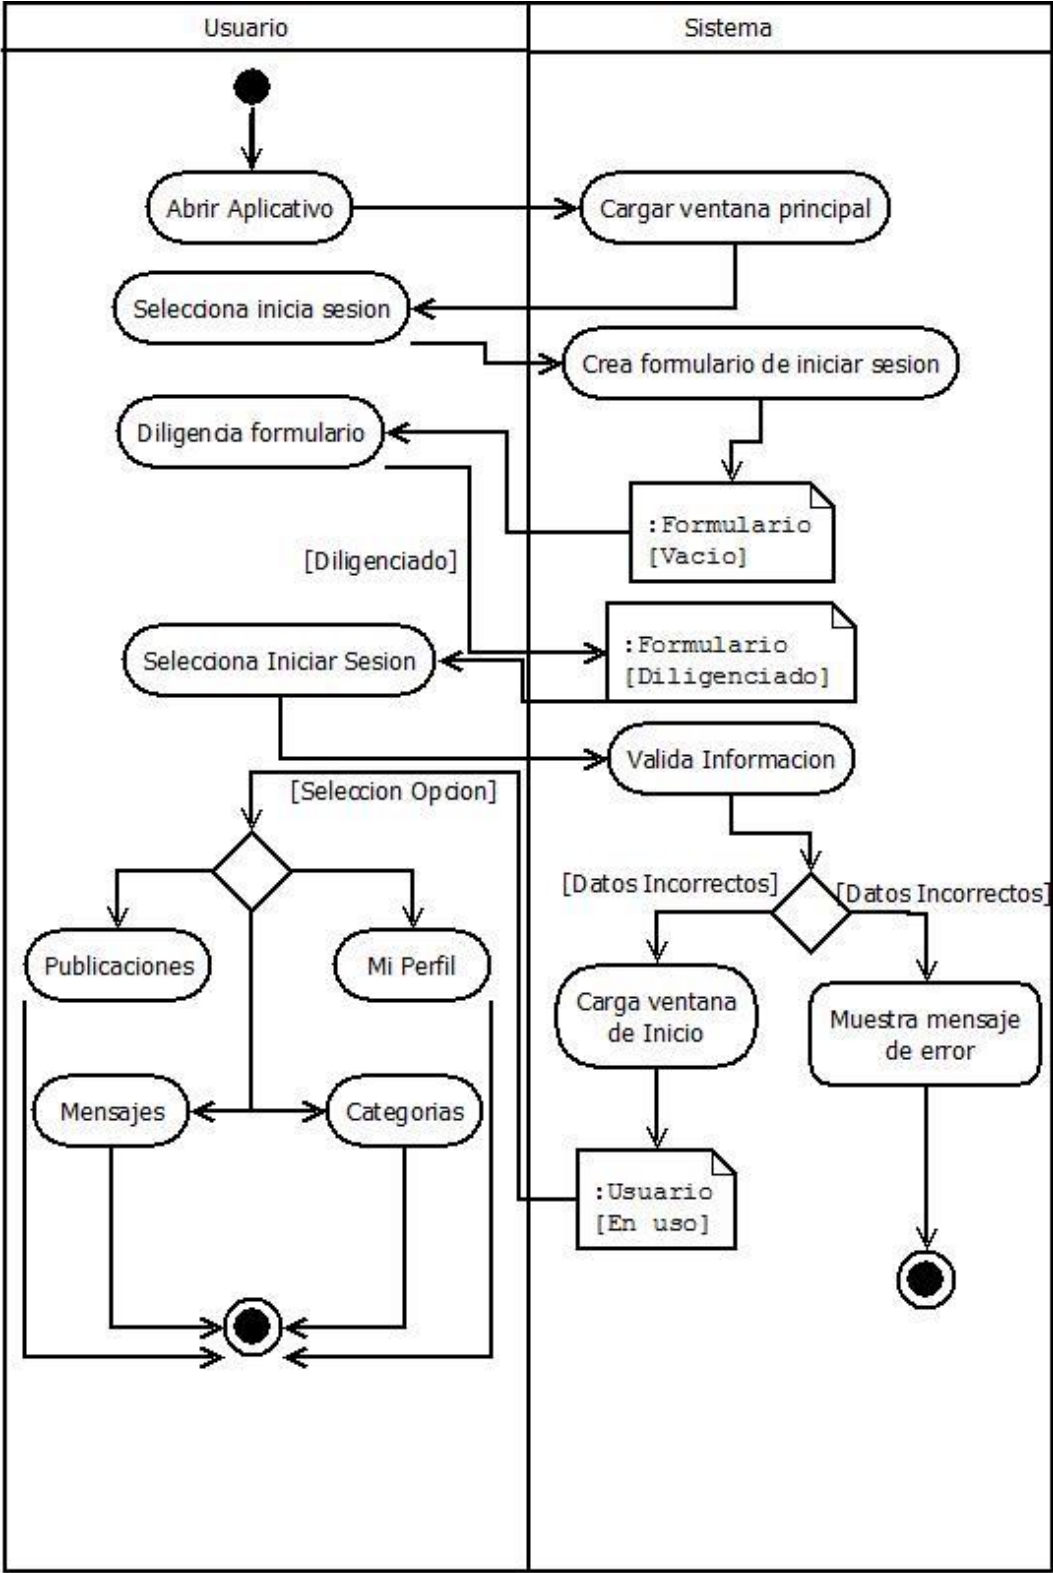 Usuario
Sistema
Abrir Aplicativo
Cargar ventana principal
Selecciona inicia sesion
Crea formulario de iniciar sesion
Diligencia formulario
:Formulario
[Vacio]
[Diligenciado]
:Formulario
[Diligenciado]
Selecciona Iniciar Sesion
Valida Informacion
[Seleccion Opcion]
[Datos Incorrectos]
[Datos Incorrectos]
Publicaciones
Mi Perfil
Carga ventana
de Inicio
Muestra mensaje
de error
Mensajes
Categorias
:Usuario
[En uso]